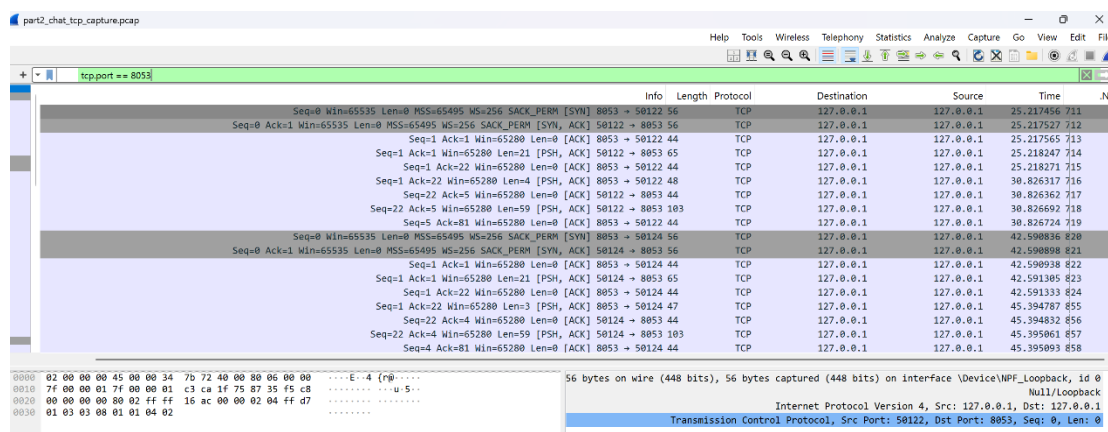 part2_chat_tcp_capture.pcap
Help Tools Wireless Telephony Statistics Analyze Capture Go View Edit Fil
tcp.port == 8053
Info Length Protocol Destination Source Time .N
Seq=0 Win=65535 Len=0 MSS=65495 WS=256 SACK_PERM [SYN] 8053 → 50122 56 TCP 127.0.0.1 127.0.0.1 25.217456 711
Seq=0 Ack=1 Win=65535 Len=0 MSS=65495 WS=256 SACK_PERM [SYN, ACK] 50122 → 8053 56 TCP 127.0.0.1 127.0.0.1 25.217527 712
Seq=1 Ack=1 Win=65280 Len=0 [ACK] 8053 → 50122 44 TCP 127.0.0.1 127.0.0.1 25.217565 713
Seq=1 Ack=1 Win=65280 Len=21 [PSH, ACK] 50122 → 8053 65 TCP 127.0.0.1 127.0.0.1 25.218247 714
Seq=1 Ack=22 Win=65280 Len=0 [ACK] 8053 → 50122 44 TCP 127.0.0.1 127.0.0.1 25.218271 715
Seq=1 Ack=22 Win=65280 Len=4 [PSH, ACK] 8053 → 50122 48 TCP 127.0.0.1 127.0.0.1 30.826317 716
Seq=22 Ack=5 Win=65280 Len=0 [ACK] 50122 → 8053 44 TCP 127.0.0.1 127.0.0.1 30.826362 717
Seq=22 Ack=5 Win=65280 Len=59 [PSH, ACK] 50122 → 8053 103 TCP 127.0.0.1 127.0.0.1 30.826692 718
Seq=5 Ack=81 Win=65280 Len=0 [ACK] 8053 → 50122 44 TCP 127.0.0.1 127.0.0.1 30.826724 719
Seq=0 Win=65535 Len=0 MSS=65495 WS=256 SACK_PERM [SYN] 8053 → 50124 56 TCP 127.0.0.1 127.0.0.1 42.590836 820
Seq=0 Ack=1 Win=65535 Len=0 MSS=65495 WS=256 SACK_PERM [SYN, ACK] 50124 → 8053 56 TCP 127.0.0.1 127.0.0.1 42.590898 821
Seq=1 Ack=1 Win=65280 Len=0 [ACK] 8053 → 50124 44 TCP 127.0.0.1 127.0.0.1 42.590938 822
Seq=1 Ack=1 Win=65280 Len=21 [PSH, ACK] 50124 → 8053 65 TCP 127.0.0.1 127.0.0.1 42.591305 823
Seq=1 Ack=22 Win=65280 Len=0 [ACK] 8053 → 50124 44 TCP 127.0.0.1 127.0.0.1 42.591333 824
Seq=1 Ack=22 Win=65280 Len=3 [PSH, ACK] 8053 → 50124 47 TCP 127.0.0.1 127.0.0.1 45.394787 855
Seq=22 Ack=4 Win=65280 Len=0 [ACK] 50124 → 8053 44 TCP 127.0.0.1 127.0.0.1 45.394832 856
Seq=22 Ack=4 Win=65280 Len=59 [PSH, ACK] 50124 → 8053 103 TCP 127.0.0.1 127.0.0.1 45.395061 857
Seq=4 Ack=81 Win=65280 Len=0 [ACK] 8053 → 50124 44 TCP 127.0.0.1 127.0.0.1 45.395093 858
0000 02 00 00 00 45 00 00 34 7b 72 40 00 80 06 00 00 ····E··4 {r@·····
0010 7f 00 00 01 7f 00 00 01 c3 ca 1f 75 87 35 f5 c8 ········ ···u·5··
0020 00 00 00 00 80 02 ff ff 16 ac 00 00 02 04 ff d7 ········ ········
0030 01 03 03 08 01 01 04 02 ········
56 bytes on wire (448 bits), 56 bytes captured (448 bits) on interface \Device\NPF_Loopback, id 0
Null/Loopback
Internet Protocol Version 4, Src: 127.0.0.1, Dst: 127.0.0.1
Transmission Control Protocol, Src Port: 50122, Dst Port: 8053, Seq: 0, Len: 0